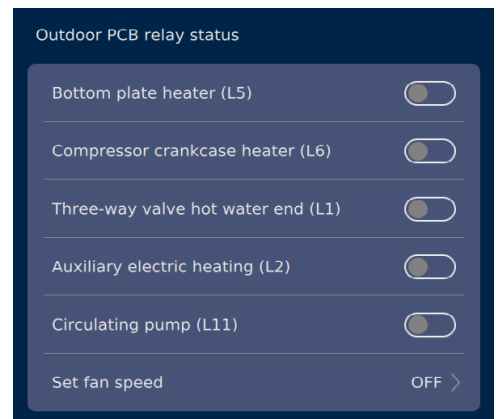 Outdoor PCB relay status
Bottom plate heater (L5)
Compressor crankcase heater (L6)
Three-way valve hot water end (L1)
Auxiliary electric heating (L2)
Circulating pump (L11)
Set fan speed OFF